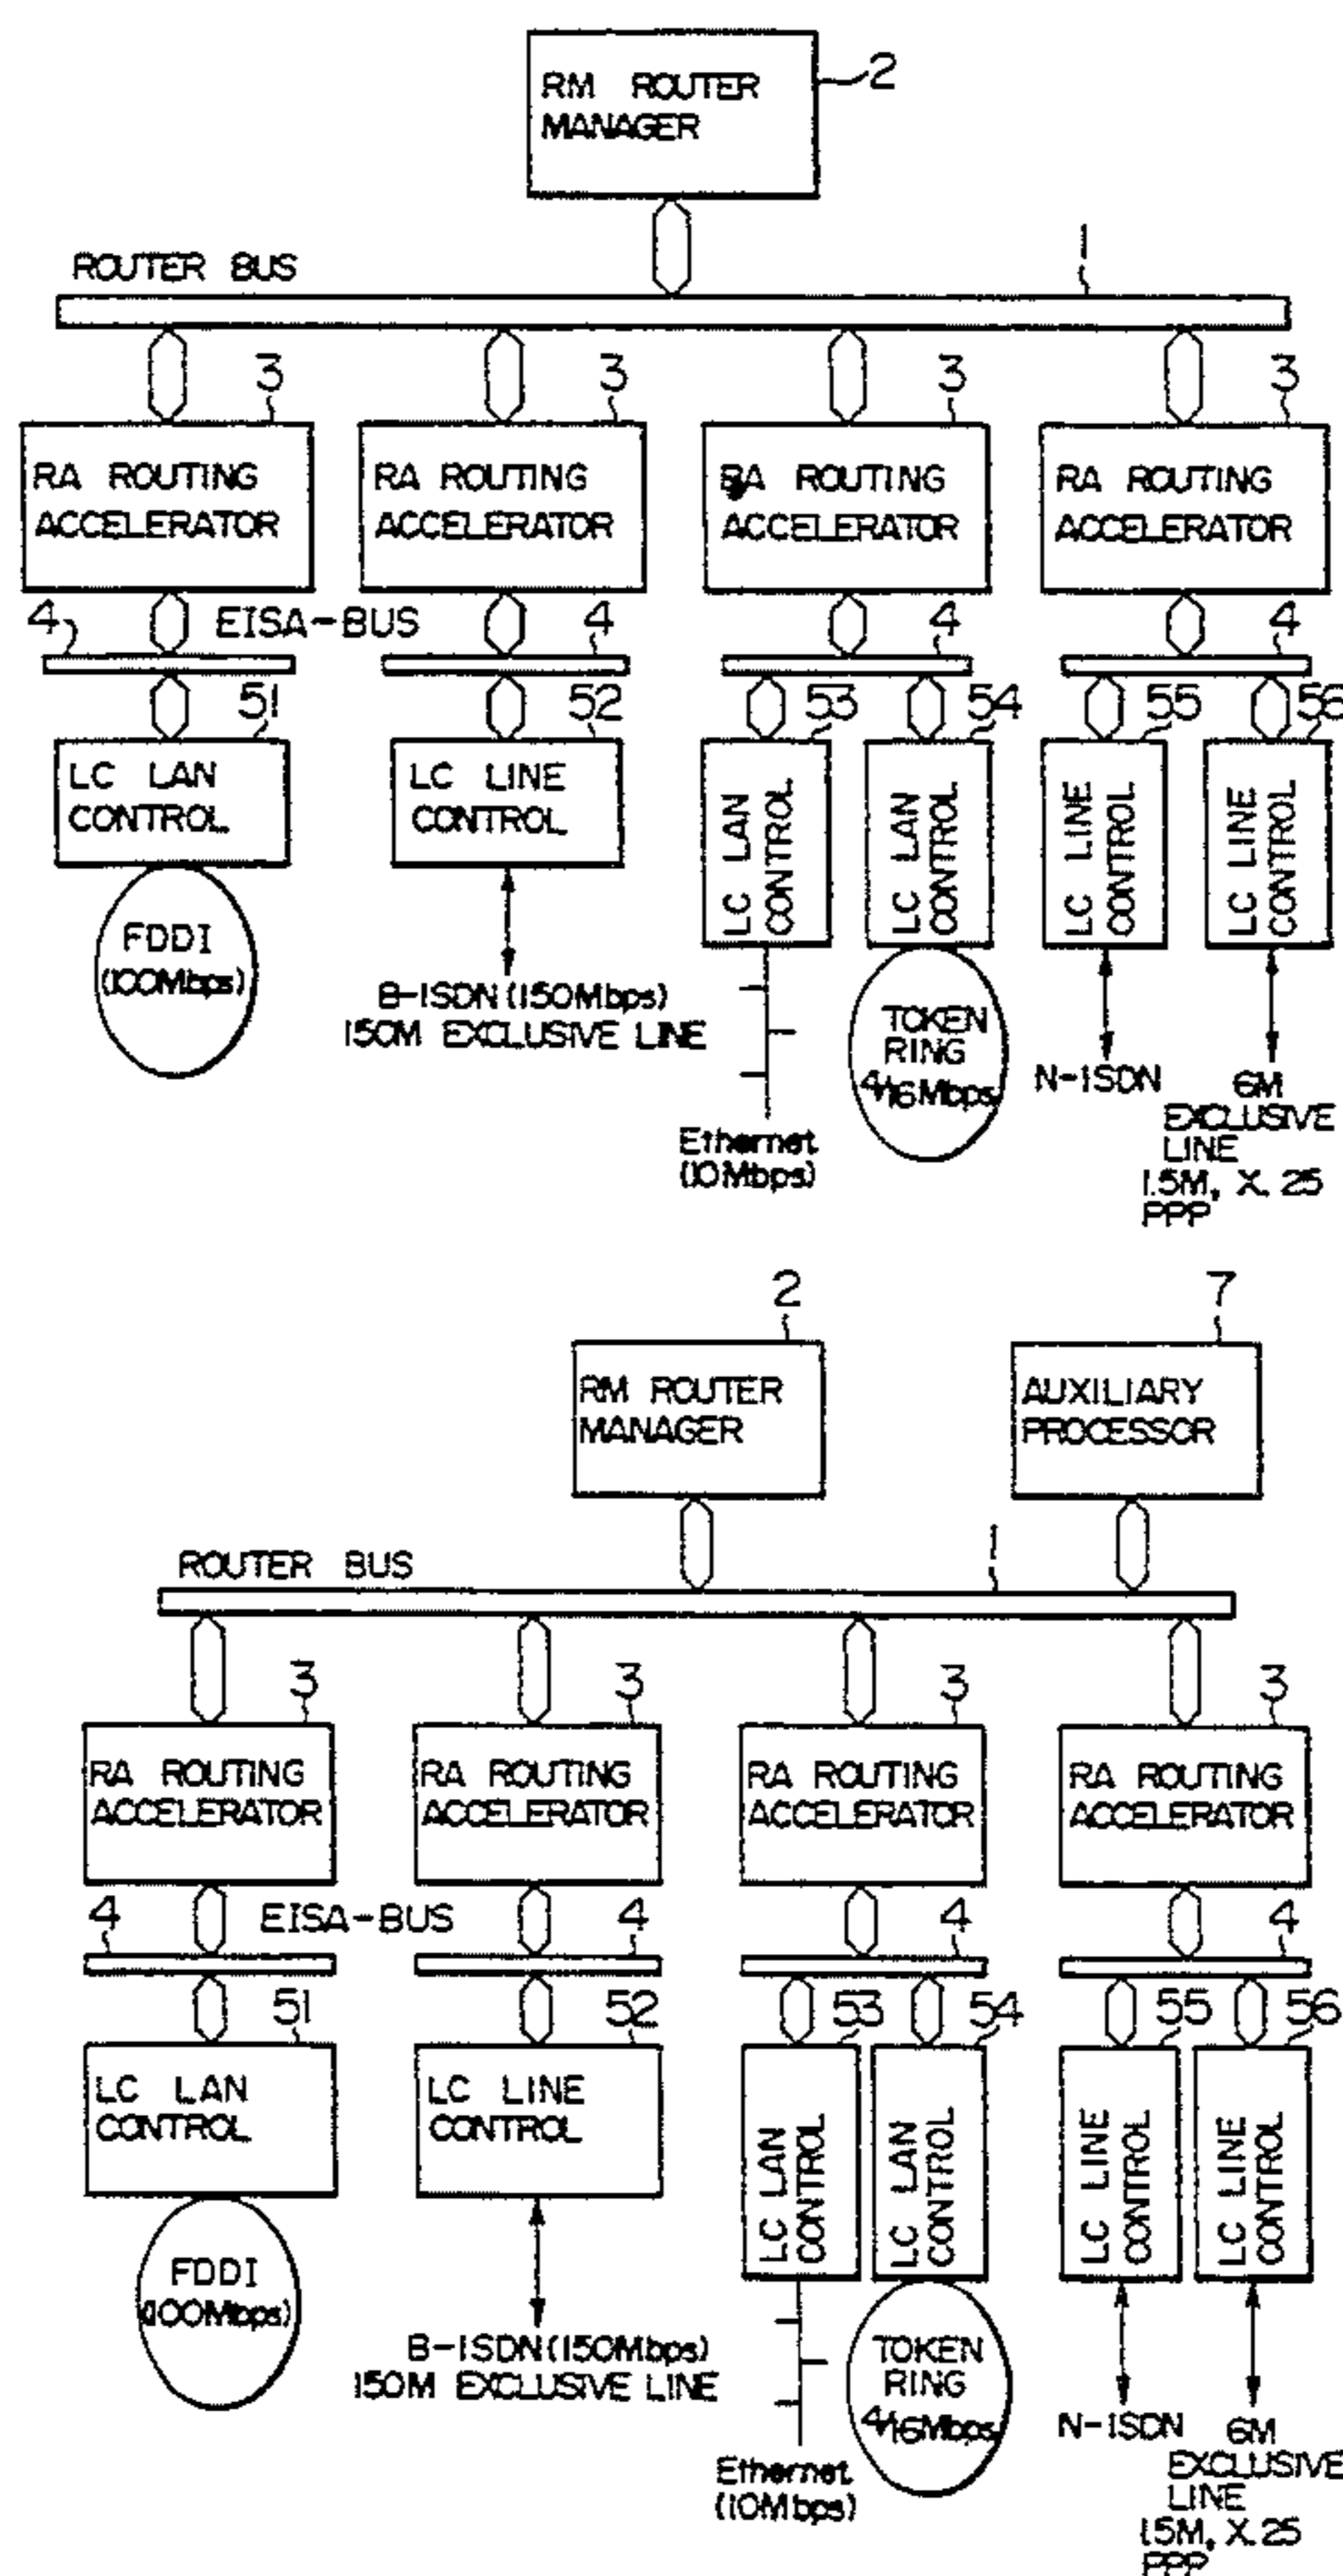 RM ROUTER
MANAGER
2
ROUTER BUS
1
3
3
3
3
RA ROUTING
ACCELERATOR
RA ROUTING
ACCELERATOR
RA ROUTING
ACCELERATOR
RA ROUTING
ACCELERATOR
4
EISA-BUS
4
4
4
51
52
53
54
55
56
LC LAN
CONTROL
LC LINE
CONTROL
LC LAN
CONTROL
LC LAN
CONTROL
LC LINE
CONTROL
LC LINE
CONTROL
FDDI
(100Mbps)
B-ISDN (150Mbps)
150M EXCLUSIVE LINE
Ethernet
(10Mbps)
TOKEN
RING
4/16Mbps
N-ISDN
6M
EXCLUSIVE
LINE
1.5M, X.25
PPP
2
7
RM ROUTER
MANAGER
AUXILIARY
PROCESSOR
ROUTER BUS
1
3
3
3
3
RA ROUTING
ACCELERATOR
RA ROUTING
ACCELERATOR
RA ROUTING
ACCELERATOR
RA ROUTING
ACCELERATOR
4
EISA-BUS
4
4
4
51
52
53
54
55
56
LC LAN
CONTROL
LC LINE
CONTROL
LC LAN
CONTROL
LC LAN
CONTROL
LC LINE
CONTROL
LC LINE
CONTROL
FDDI
(100Mbps)
B-ISDN (150Mbps)
150M EXCLUSIVE LINE
Ethernet
(10Mbps)
TOKEN
RING
4/16Mbps
N-ISDN
6M
EXCLUSIVE
LINE
1.5M, X.25
PPP